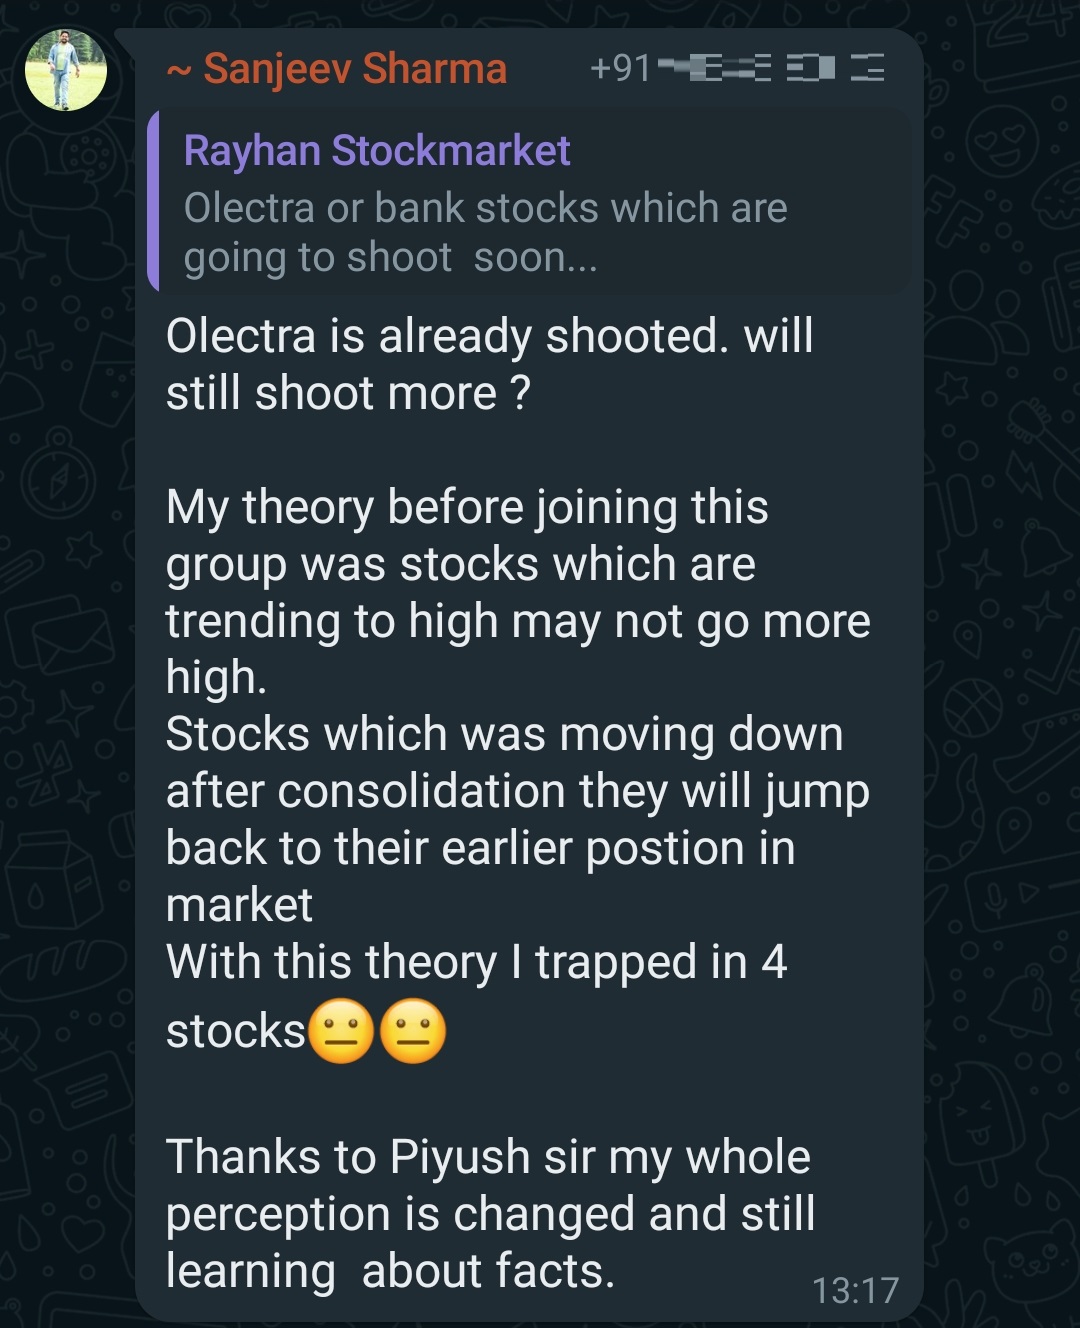 ~ Sanjeev Sharma +91
Rayhan Stockmarket
Olectra or bank stocks which are
going to shoot  soon...
Olectra is already shooted. will
still shoot more ?
My theory before joining this
group was stocks which are
trending to high may not go more
high.
Stocks which was moving down
after consolidation they will jump
back to their earlier postion in
market
With this theory I trapped in 4
stocks😐😐
Thanks to Piyush sir my whole
perception is changed and still
learning  about facts.
13:17